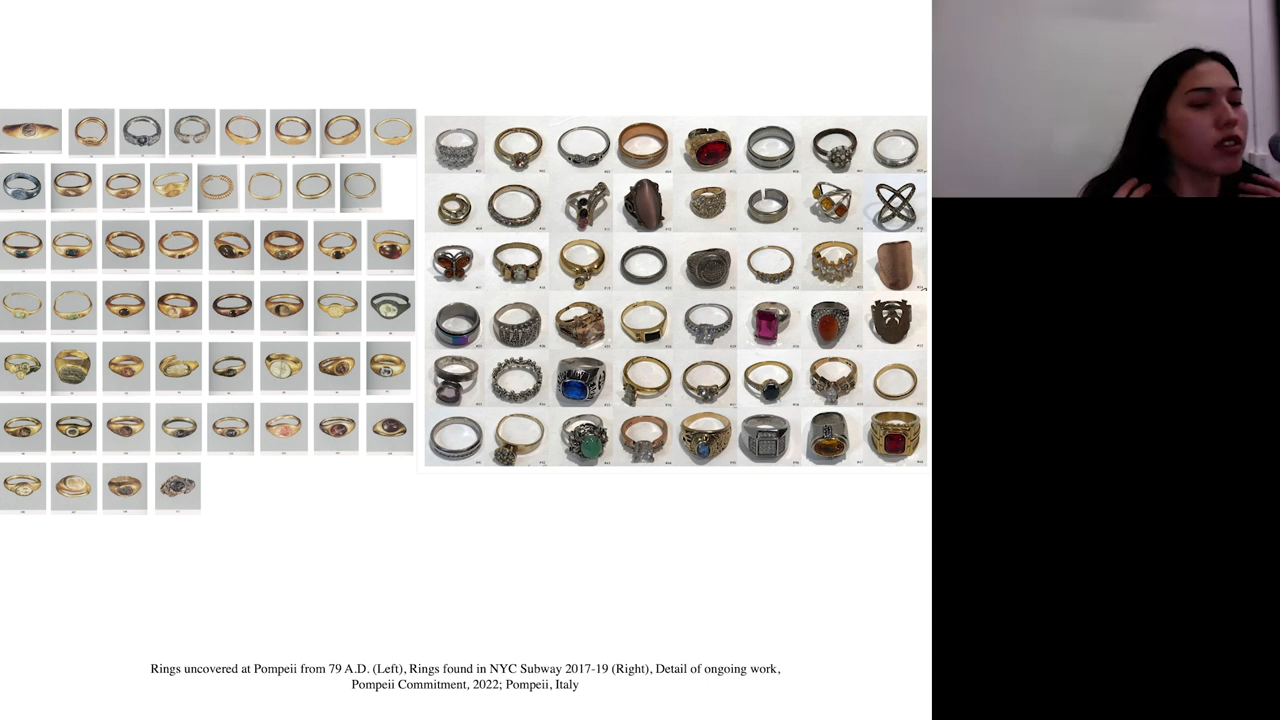 Rings uncovered at Pompeii from 79 A.D. (Left), Rings found in NYC Subway 2017-19 (Right), Detail of ongoing work,
Pompeii Commitment, 2022; Pompeii, Italy